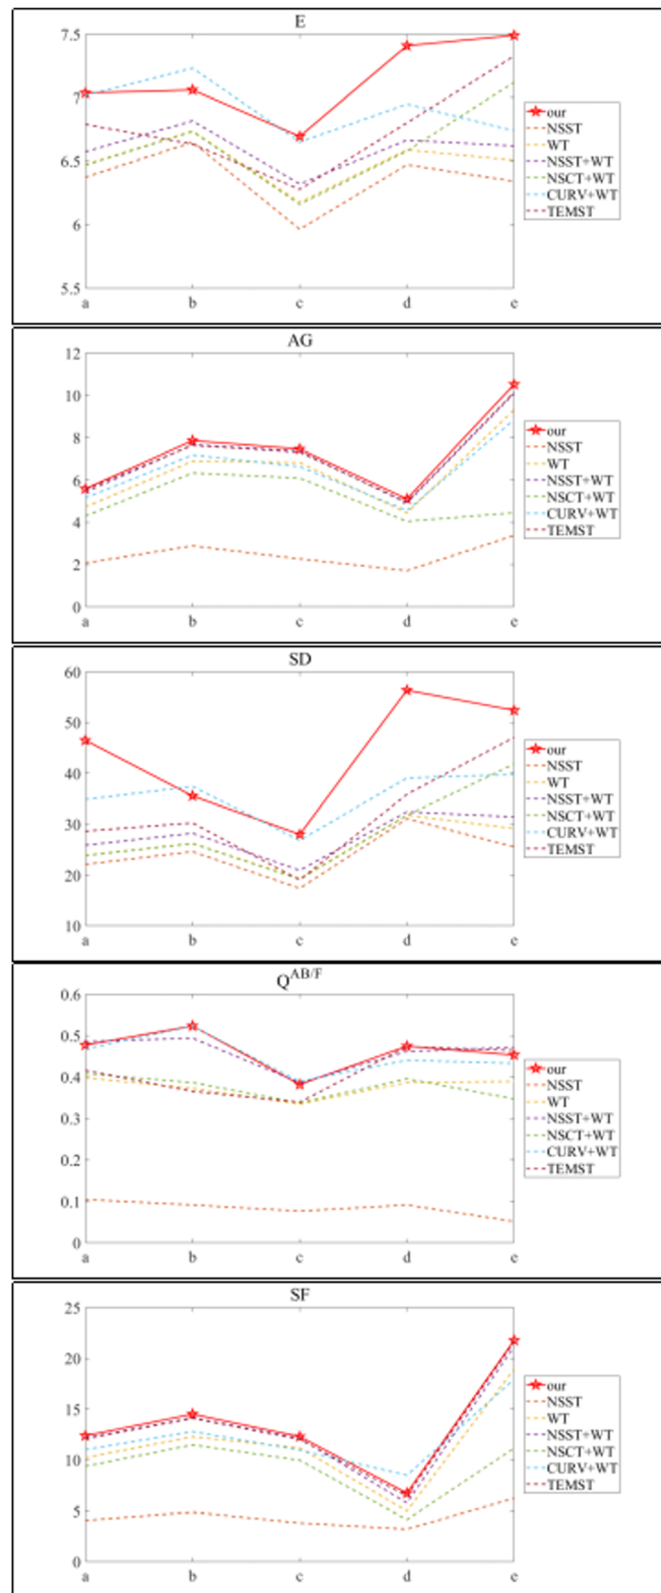 E
7.5
7
6.5
6
5.5
a b c d e
our
NSST
WT
NSST+WT
NSCT+WT
CURV+WT
TEMST
AG
12
10
8
6
4
2
0
a b c d e
our
NSST
WT
NSST+WT
NSCT+WT
CURV+WT
TEMST
SD
60
50
40
30
20
10
a b c d e
our
NSST
WT
NSST+WT
NSCT+WT
CURV+WT
TEMST
Q^AB/F
0.6
0.5
0.4
0.3
0.2
0.1
0
a b c d e
our
NSST
WT
NSST+WT
NSCT+WT
CURV+WT
TEMST
SF
25
20
15
10
5
0
a b c d e
our
NSST
WT
NSST+WT
NSCT+WT
CURV+WT
TEMST